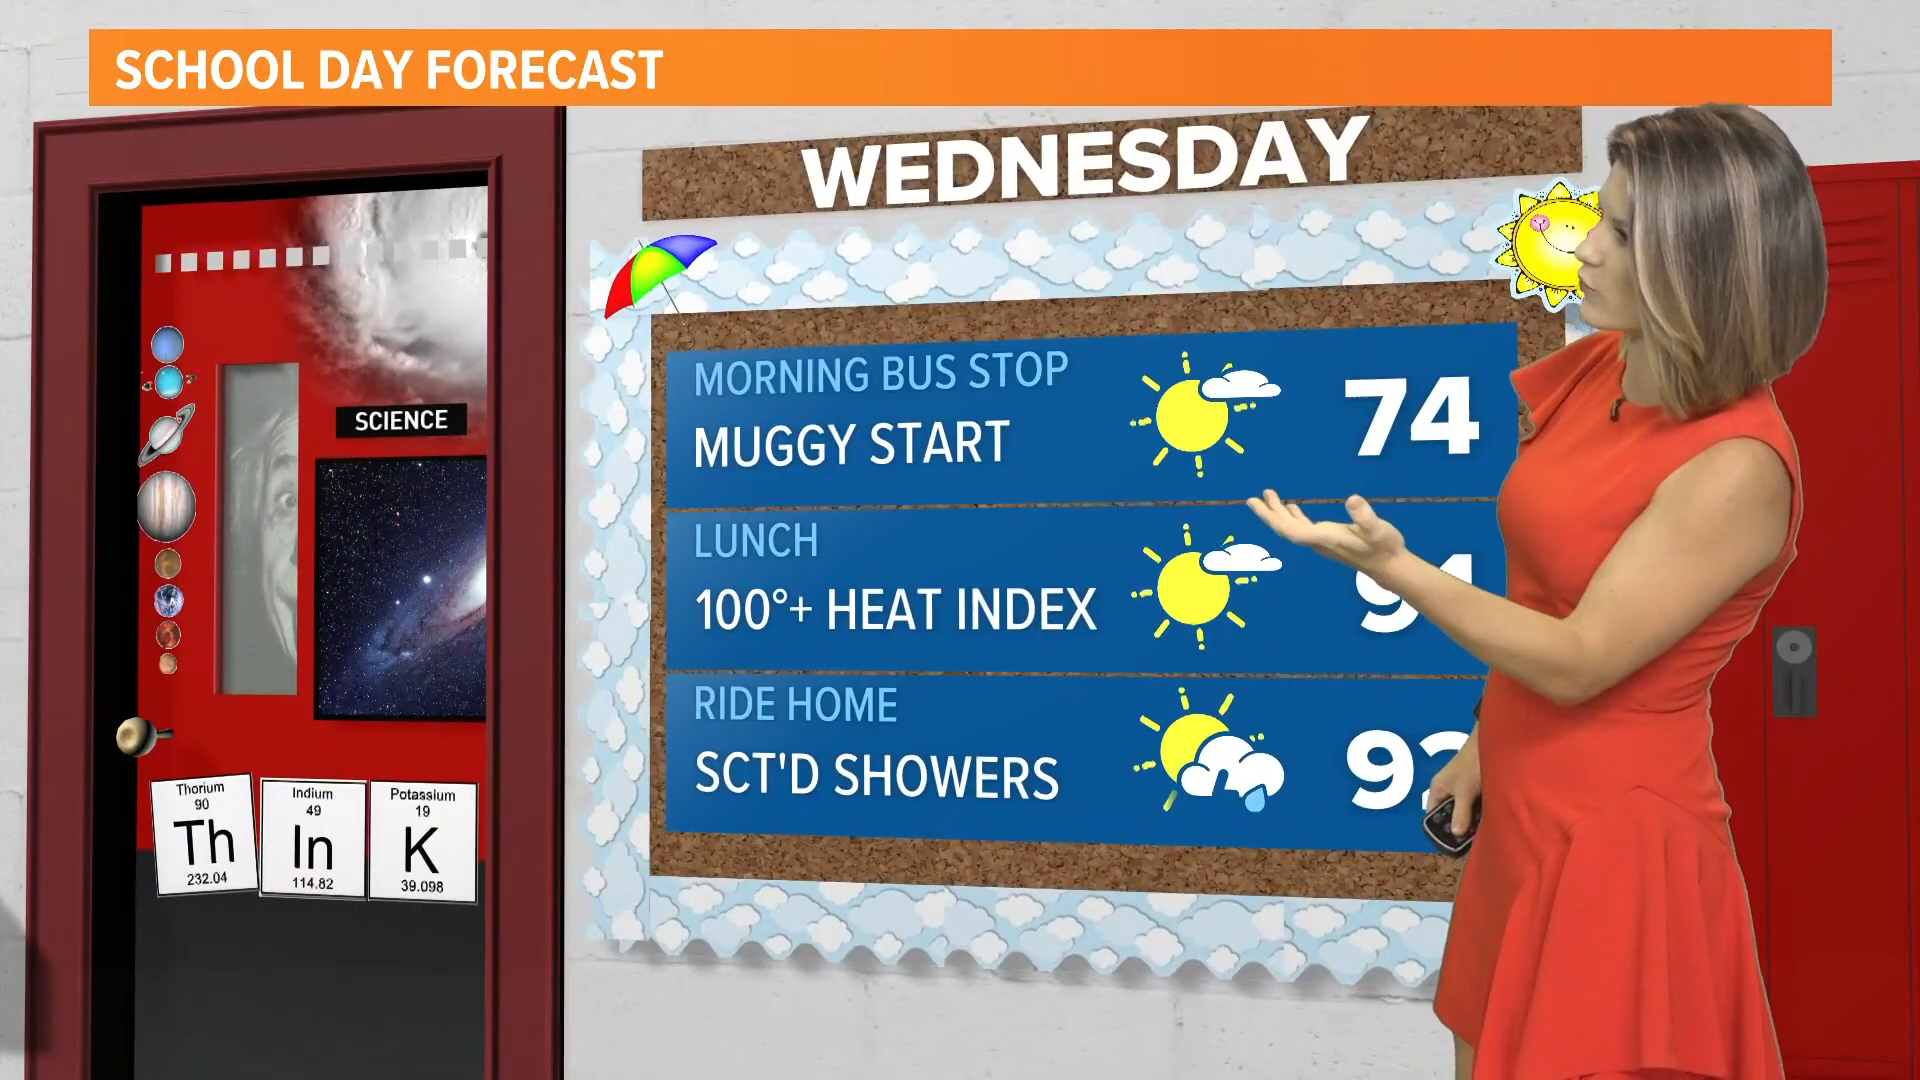 SCHOOL DAY FORECAST
WEDNESDAY
MORNING BUS STOP
MUGGY START
74
LUNCH
100°+ HEAT INDEX
RIDE HOME
SCT'D SHOWERS
SCIENCE
Thorium
90
Th
232.04
Indium
49
In
114.82
Potassium
19
K
39.098